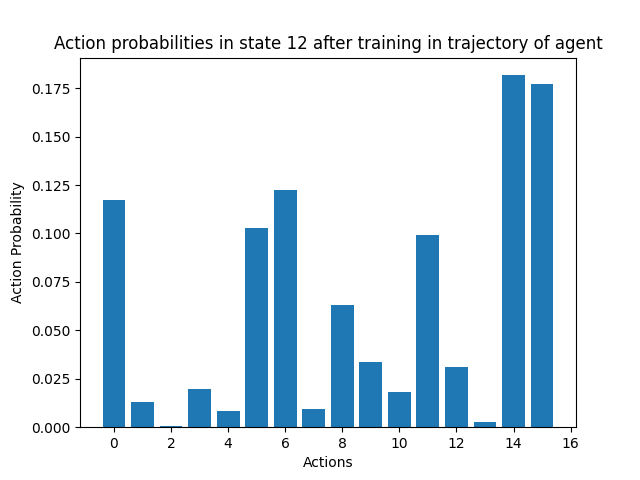 Action probabilities in state 12 after training in trajectory of agent
0.175
0.150
0.125
0.100
0.075
0.050
0.025
0.000
Action Probability
0 2 4 6 8 10 12 14 16
Actions